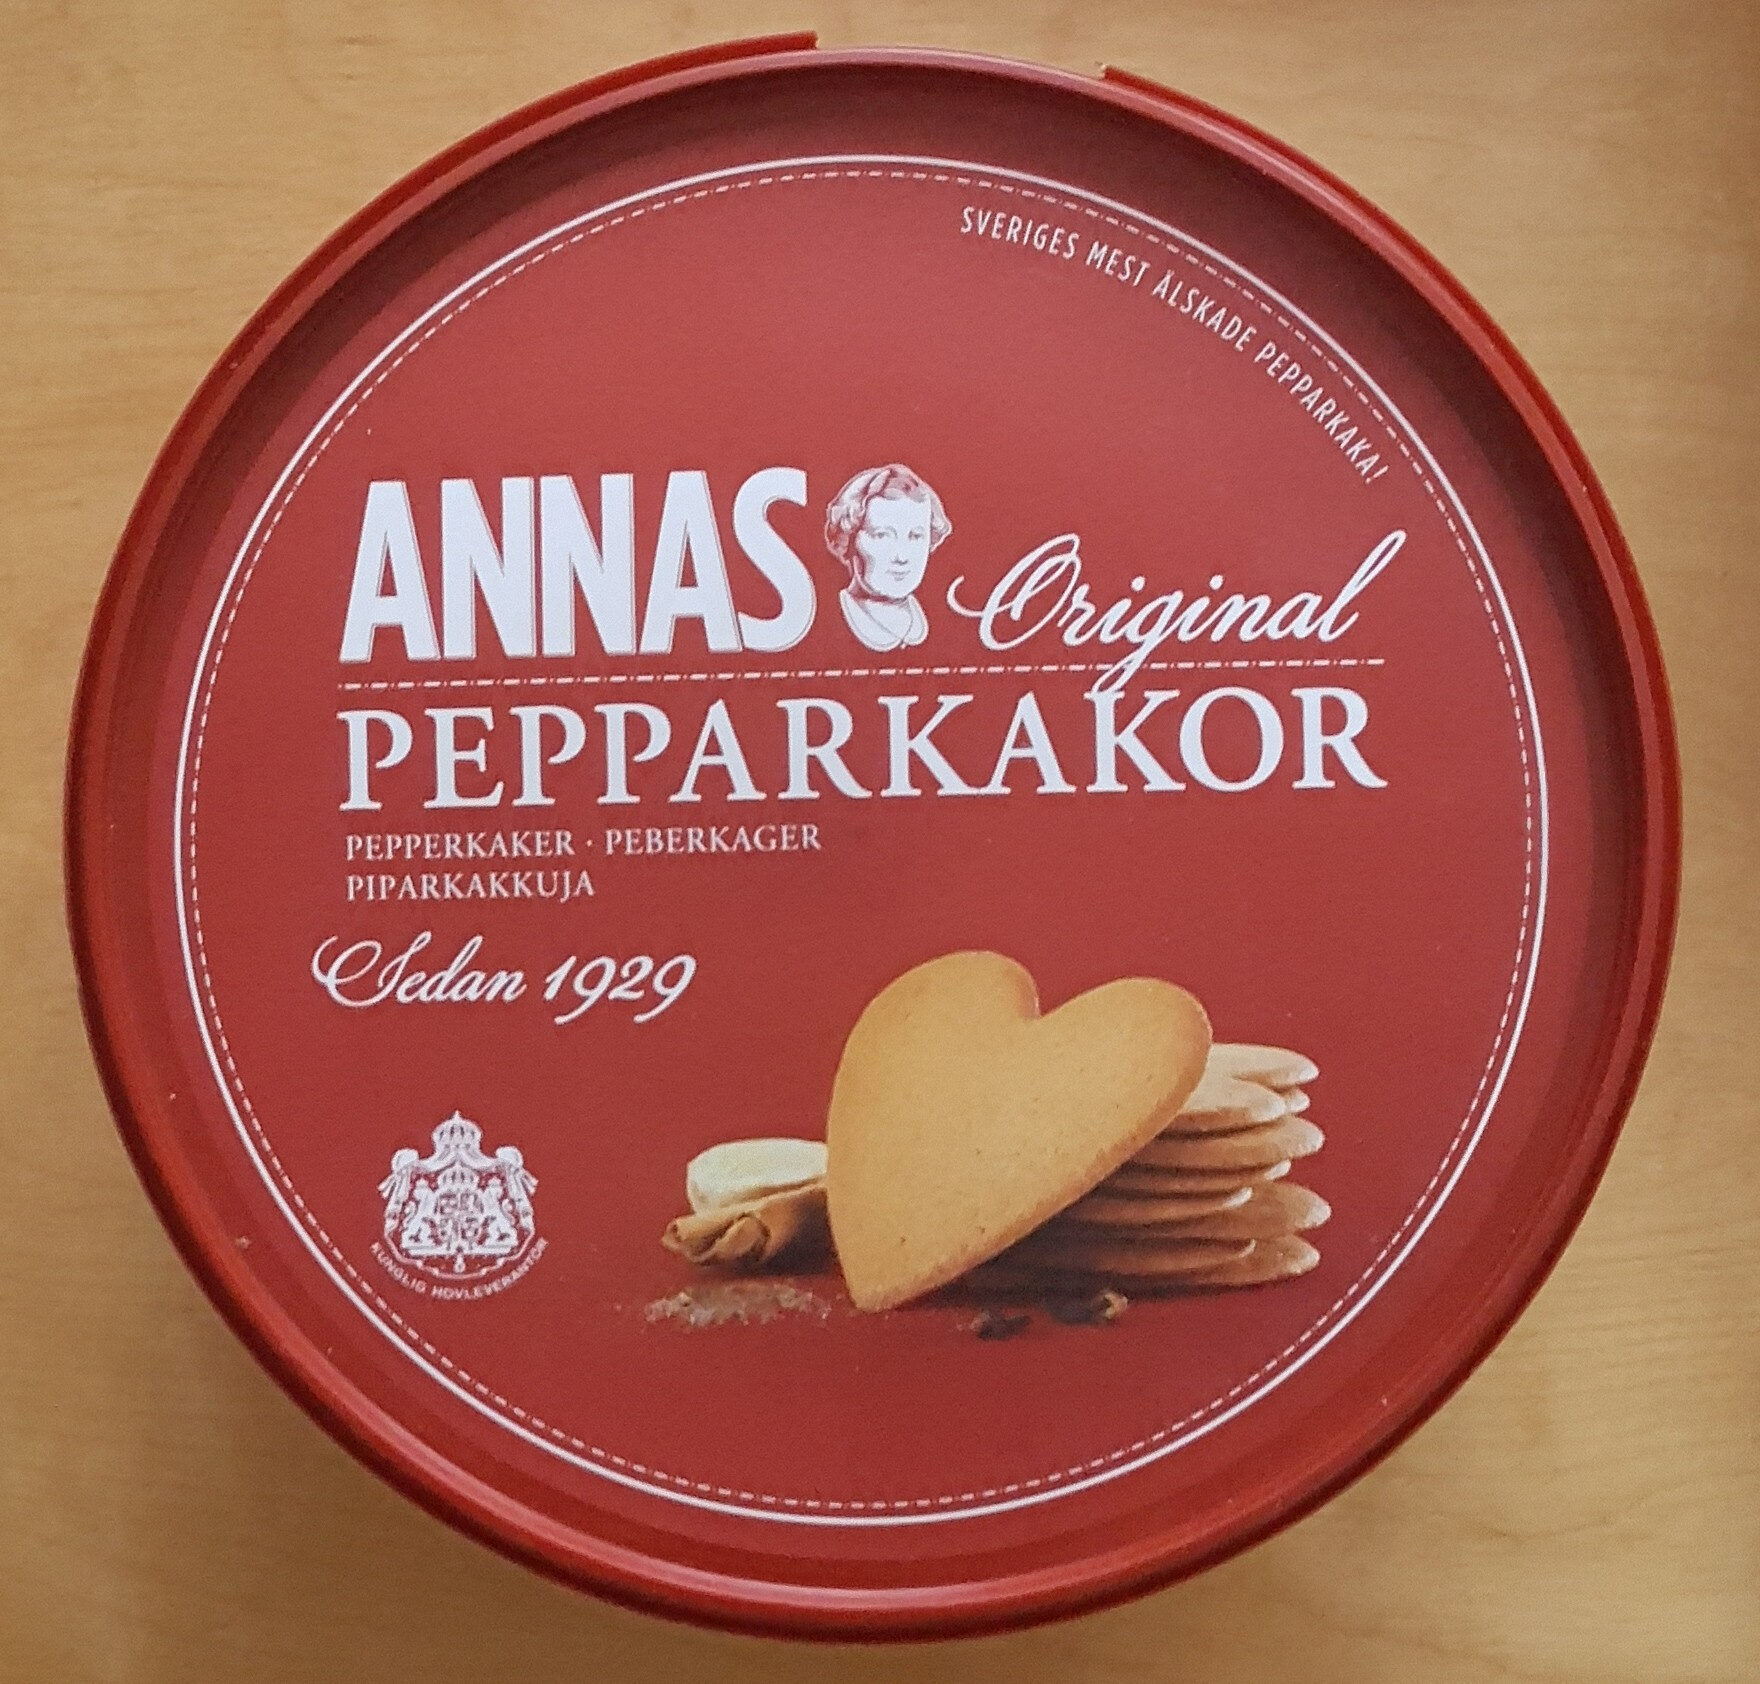 SVERIGES MEST ÄLSKADE PEPPARKAKA!
ANNAS Original
PEPPARKAKOR
PEPPERKAKER · PEBERKAGER
PIPARKAKKUJA
Sedan 1929
KUNGLIG HOVLEVERANTÖR